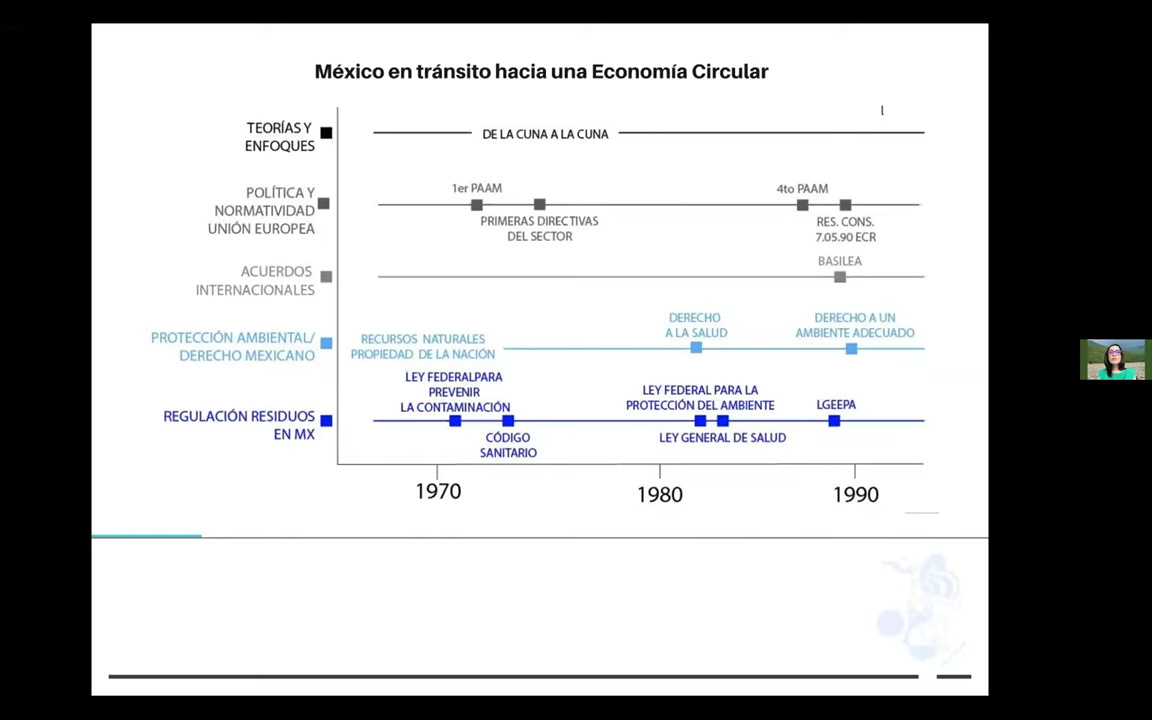 México en tránsito hacia una Economía Circular
TEORÍAS Y
ENFOQUES
DE LA CUNA A LA CUNA
POLÍTICA Y
NORMATIVIDAD
UNIÓN EUROPEA
1er PAAM
PRIMERAS DIRECTIVAS
DEL SECTOR
4to PAAM
RES. CONS.
7.05.90 ECR
ACUERDOS
INTERNACIONALES
BASILEA
PROTECCIÓN AMBIENTAL/
DERECHO MEXICANO
RECURSOS NATURALES
PROPIEDAD DE LA NACIÓN
DERECHO
A LA SALUD
DERECHO A UN
AMBIENTE ADECUADO
REGULACIÓN RESIDUOS
EN MX
LEY FEDERALPARA
PREVENIR
LA CONTAMINACIÓN
CÓDIGO
SANITARIO
LEY FEDERAL PARA LA
PROTECCIÓN DEL AMBIENTE
LEY GENERAL DE SALUD
LGEEPA
1970
1980
1990